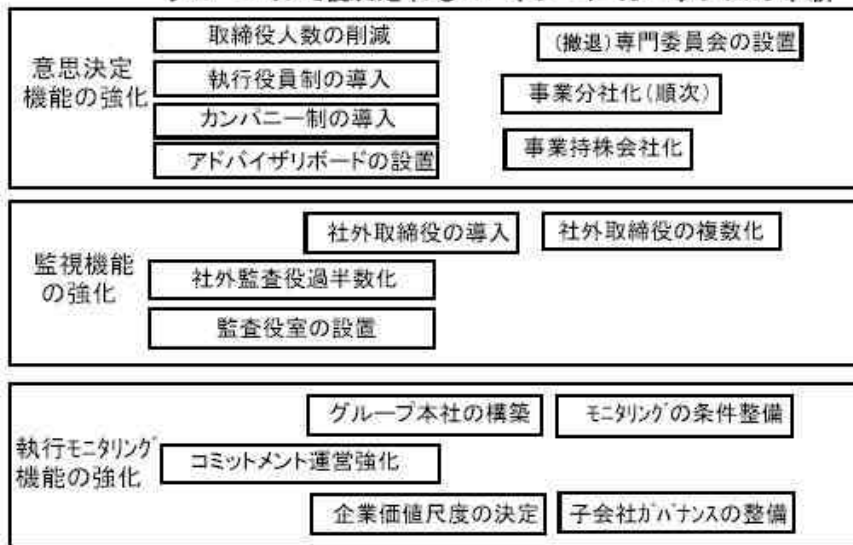 取締役人数の削減
(撤退)専門委員会の設置
意思決定
機能の強化
執行役員制の導入
事業分社化(順次)
カンパニー制の導入
アドバイザリボードの設置
事業持株会社化
社外取締役の導入
社外取締役の複数化
監視機能
の強化
社外監査役過半数化
監査役室の設置
グループ本社の構築
モニタリングの条件整備
執行モニタリング
機能の強化
コミットメント運営強化
企業価値尺度の決定
子会社ガバナンスの整備